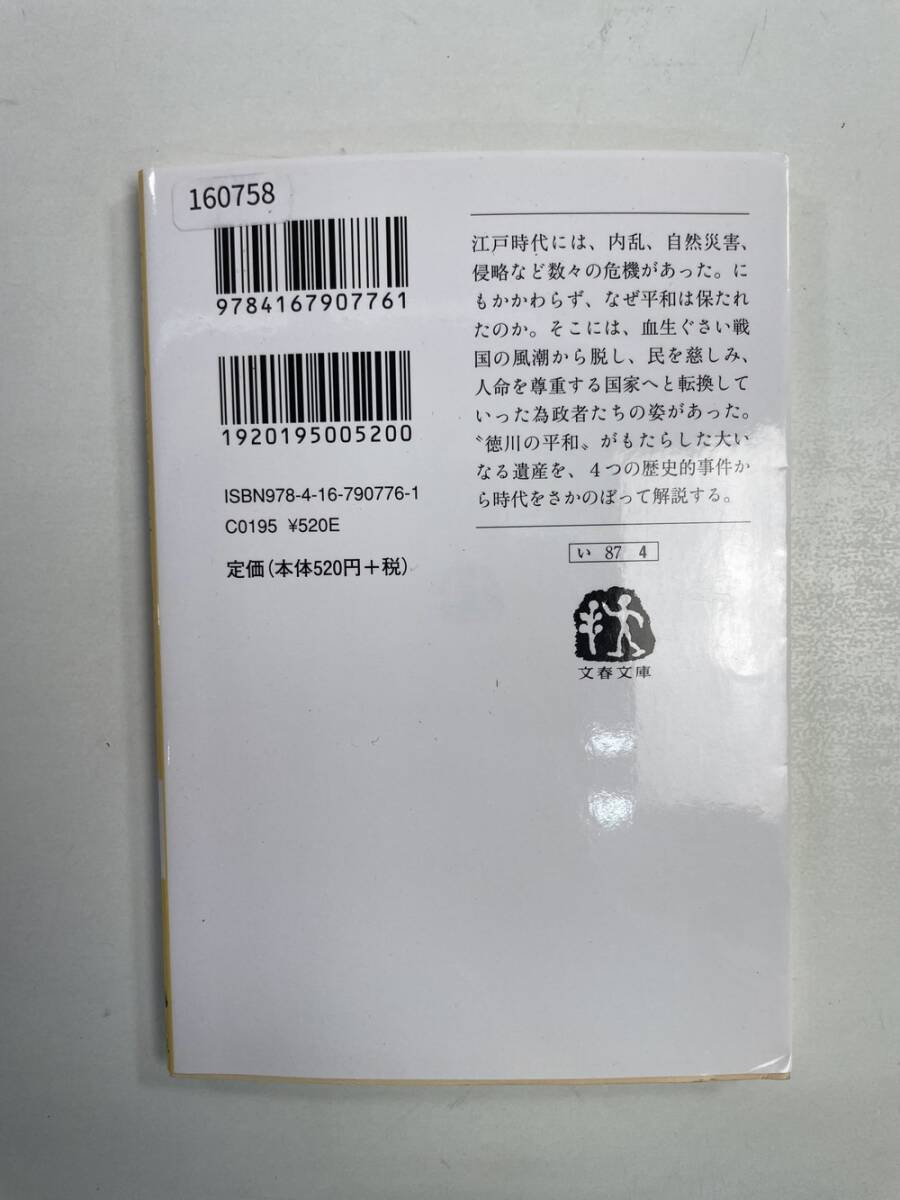 160758
9784167907761
1920195005200
ISBN978-4-16-790776-1
C0195 ¥520E
定価(本体520円+税)
江戸時代には、内乱、自然災害、
侵略など数々の危機があった。に
もかかわらず、なぜ平和は保たれ
たのか。そこには、血生ぐさい戦
国の風潮から脱し、民を慈しみ、
人命を尊重する国家へと転換して
いった為政者たちの姿があった。
〝徳川の平和〟がもたらした大い
なる遺産を、4つの歴史的事件か
ら時代をさかのぼって解説する。
い 87 4
文春文庫